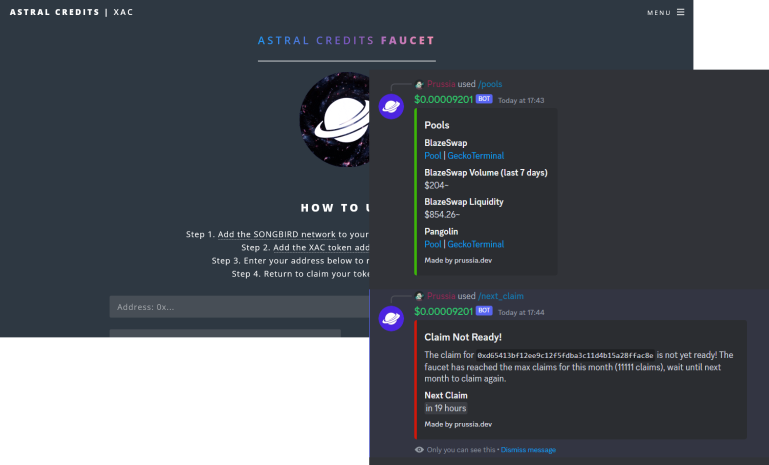 ASTRAL CREDITS | XAC
MENU
ASTRAL CREDITS FAUCET
HOW TO
Step 1. Add the SONGBIRD network to your
Step 2. Add the XAC token
Step 3. Enter your address below to
Step 4. Return to claim your
Address: 0x...
Prussia used /pools
$0.00009201 BOT Today at 17:43
Pools
BlazeSwap
Pool | GeckoTerminal
BlazeSwap Volume (last 7 days)
$204~
BlazeSwap Liquidity
$854.26~
Pangolin
Pool | GeckoTerminal
Made by prussia.dev
Prussia used /next_claim
$0.00009201 BOT Today at 17:44
Claim Not Ready!
The claim for 0xd65413bf12ee9c12f5fdba3c11d4b15a28ffac8e is not yet ready! The
faucet has reached the max claims for this month (11111 claims), wait until next
month to claim again.
Next Claim
in 19 hours
Made by prussia.dev
Only you can see this • Dismiss message